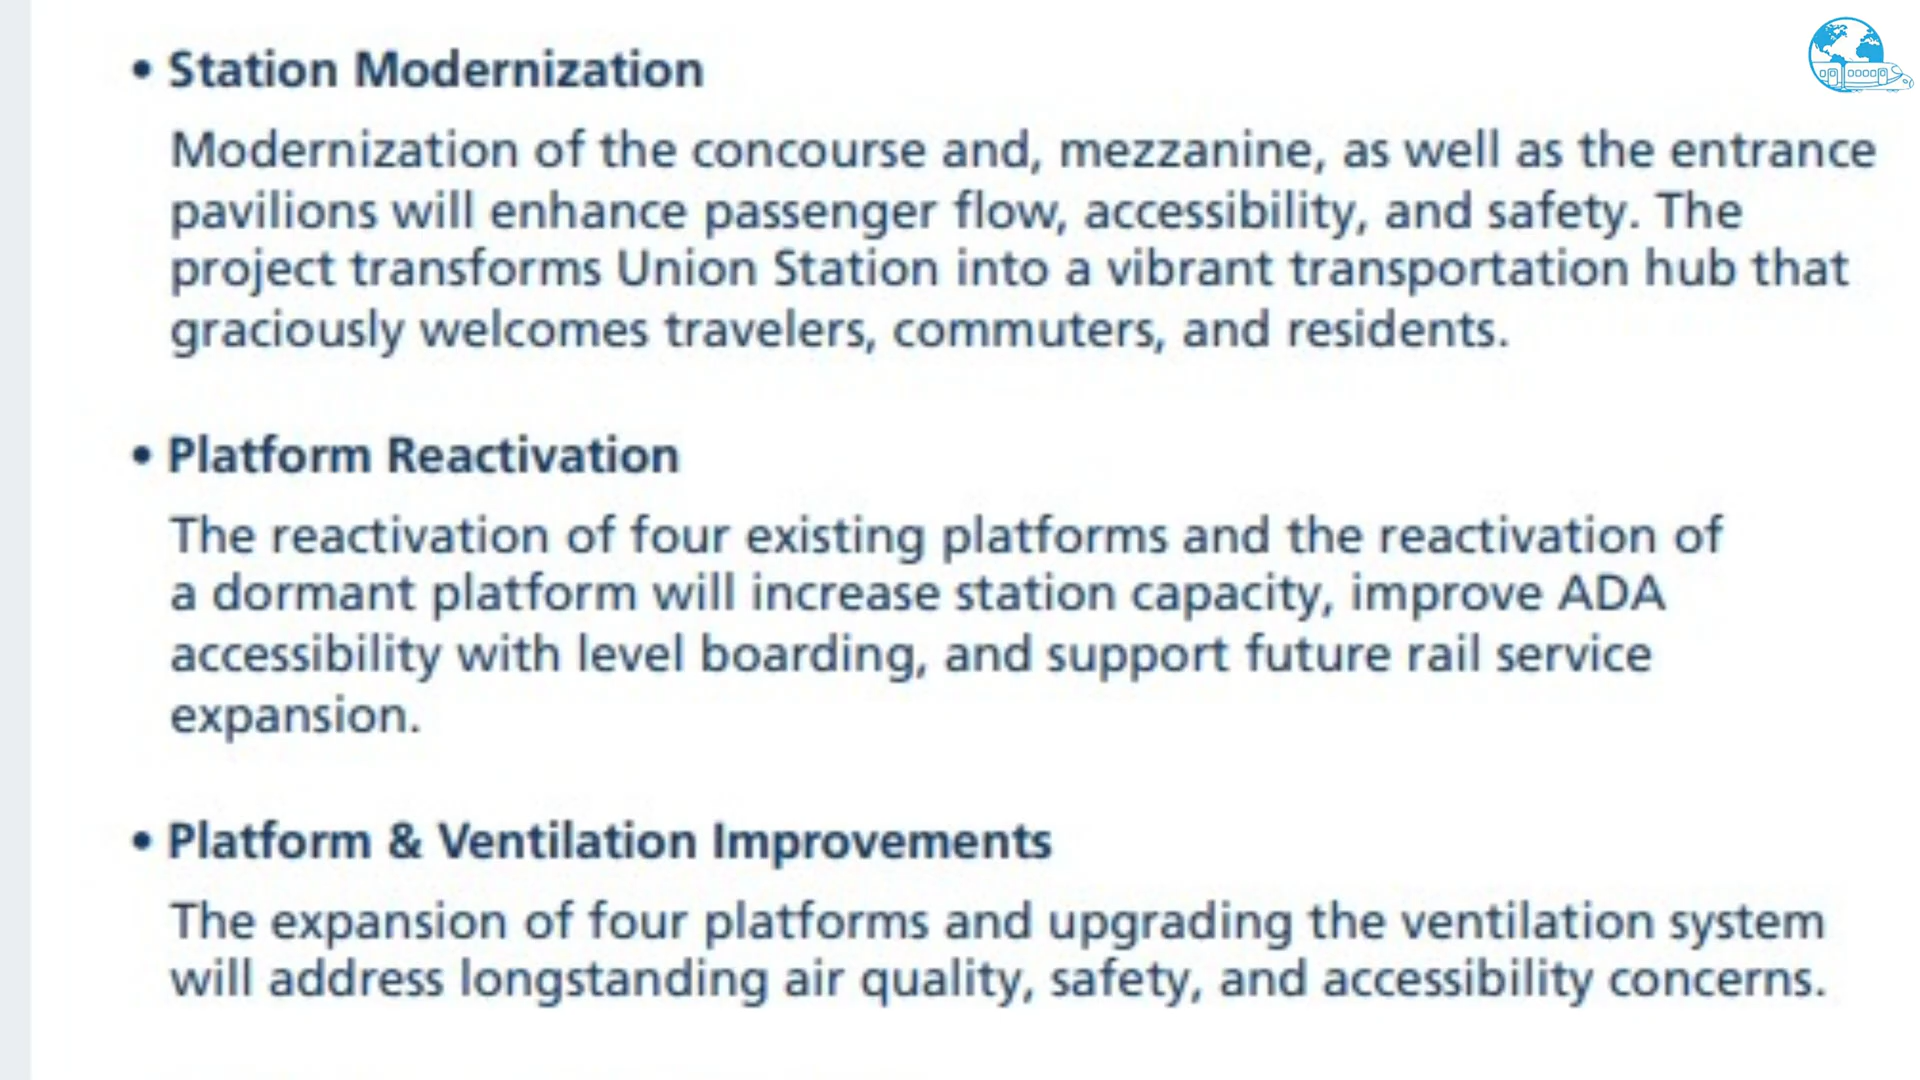 • Station Modernization
Modernization of the concourse and, mezzanine, as well as the entrance
pavilions will enhance passenger flow, accessibility, and safety. The
project transforms Union Station into a vibrant transportation hub that
graciously welcomes travelers, commuters, and residents.
• Platform Reactivation
The reactivation of four existing platforms and the reactivation of
a dormant platform will increase station capacity, improve ADA
accessibility with level boarding, and support future rail service
expansion.
• Platform & Ventilation Improvements
The expansion of four platforms and upgrading the ventilation system
will address longstanding air quality, safety, and accessibility concerns.